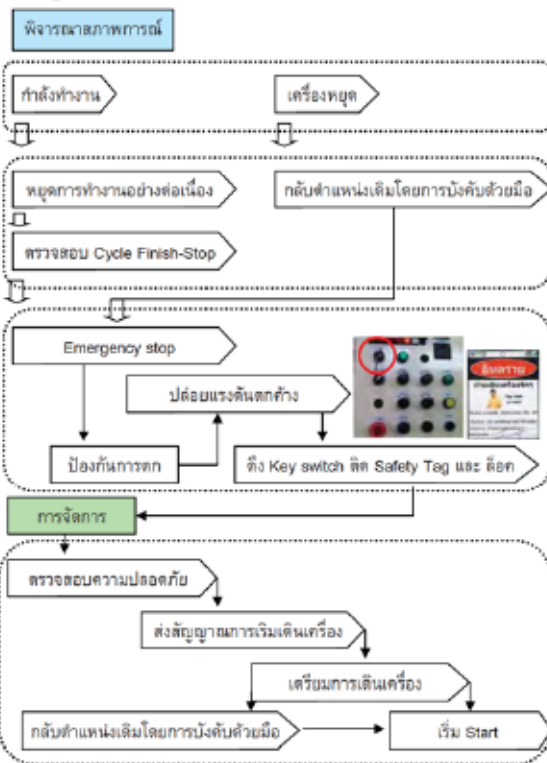 พิจารณาสภาพการณ์
กำลังทำงาน
เครื่องหยุด
หยุดการทำงานอย่างต่อเนื่อง
กลับตำแหน่งเดิมโดยการบังคับด้วยมือ
ตรวจสอบ Cycle Finish-Stop
Emergency stop
ปล่อยแรงดันตกค้าง
อันตราย
ป้องกันการตก
ดึง Key switch ติด Safety Tag และ ล็อค
การจัดการ
ตรวจสอบความปลอดภัย
ส่งสัญญาณการเริ่มเดินเครื่อง
เตรียมการเดินเครื่อง
กลับตำแหน่งเดิมโดยการบังคับด้วยมือ
เริ่ม Start